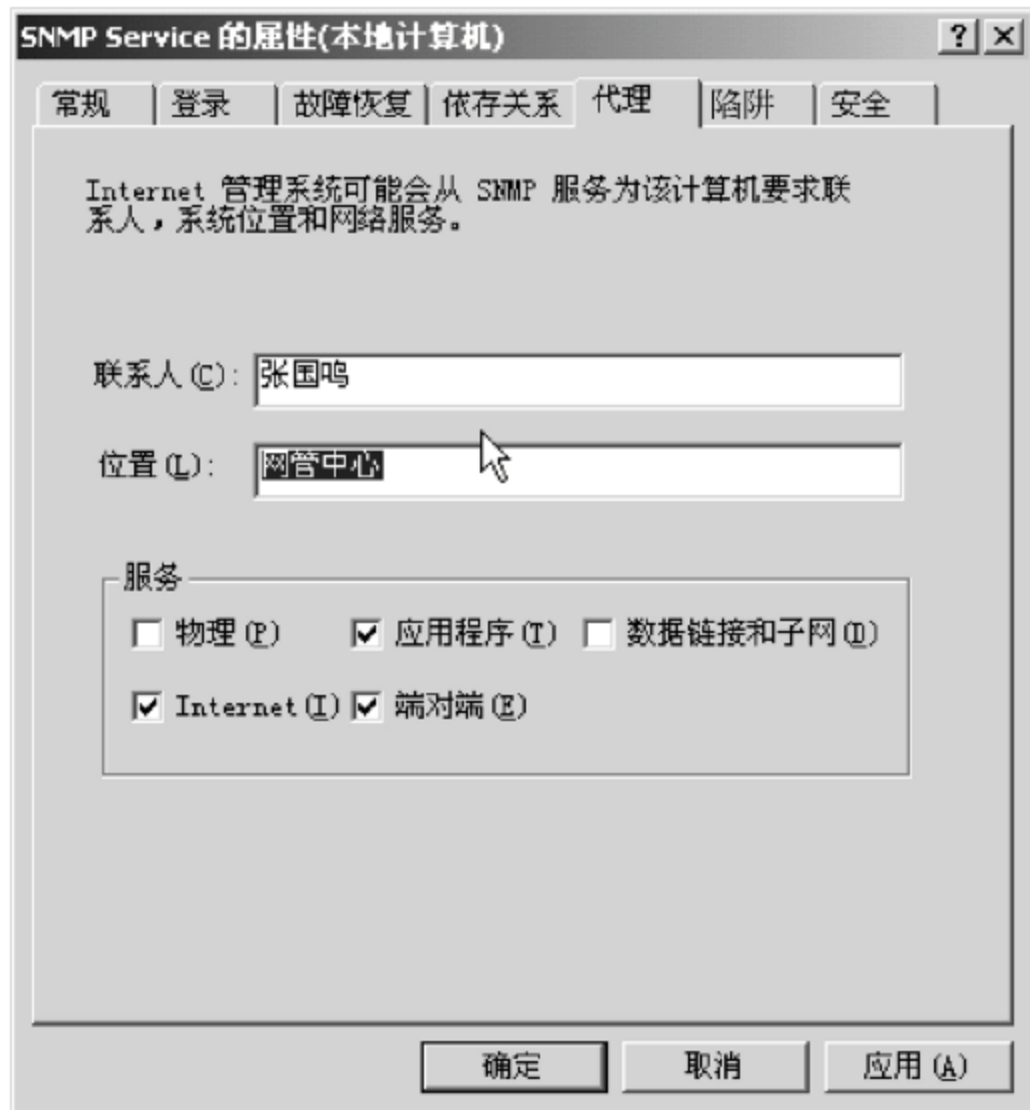 SNMP Service 的属性(本地计算机)
常规 登录 故障恢复 依存关系 代理 陷阱 安全
Internet 管理系统可能会从 SNMP 服务为该计算机要求联
系人，系统位置和网络服务。
联系人(C): 张国鸣
位置(L): 网管中心
服务
物理(P) 应用程序(T) 数据链接和子网(D)
Internet(I) 端对端(E)
确定 取消 应用(A)